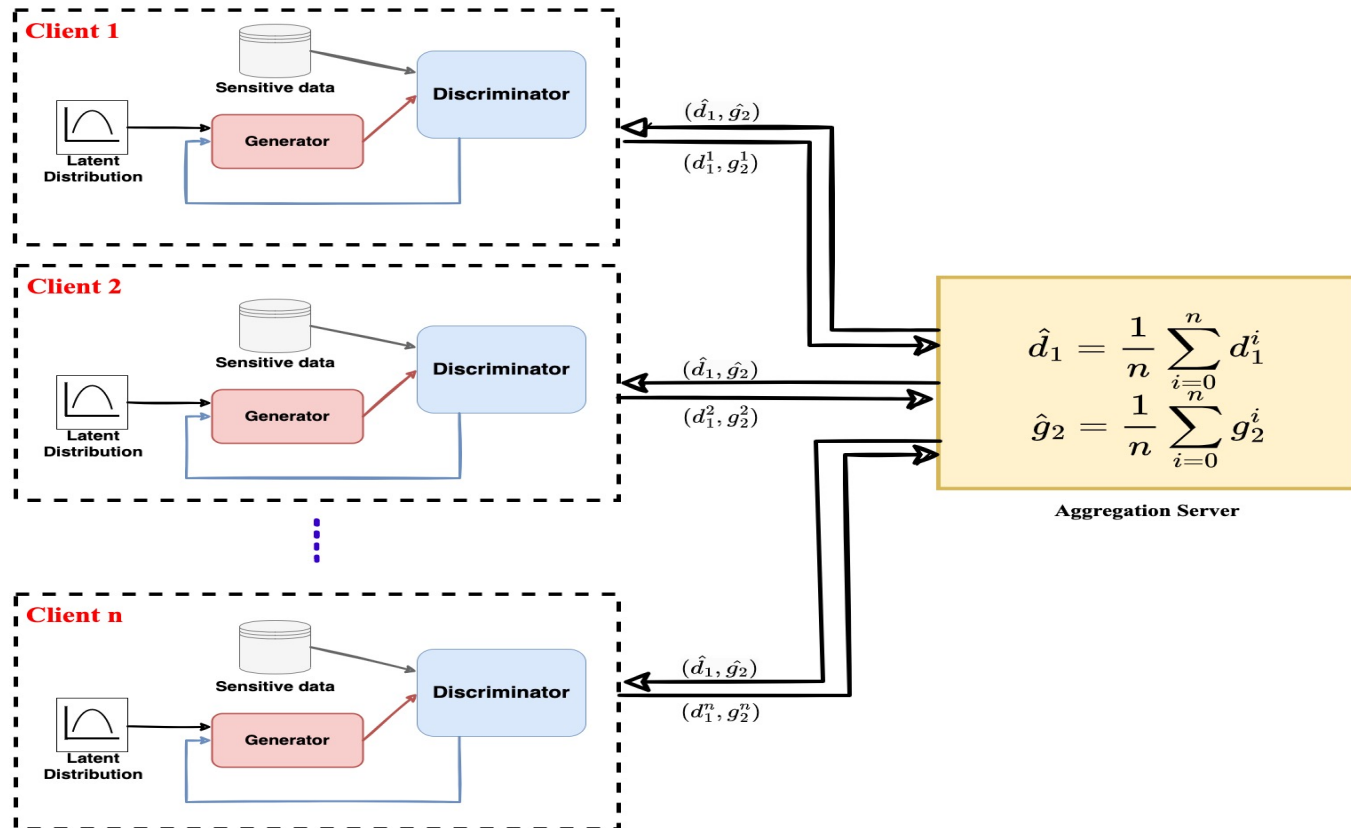 Client 1
Sensitive data
Discriminator
Generator
Latent
Distribution
(d̂₁, ĝ₂)
(d₁¹, g₂¹)
Client 2
Sensitive data
Discriminator
Generator
Latent
Distribution
(d̂₁, ĝ₂)
(d₁², g₂²)
d̂₁ = 1/n ∑_{i=0}^{n} d₁ⁱ
ĝ₂ = 1/n ∑_{i=0}^{n} g₂ⁱ
Aggregation Server
Client n
Sensitive data
Discriminator
Generator
Latent
Distribution
(d̂₁, ĝ₂)
(d₁ⁿ, g₂ⁿ)